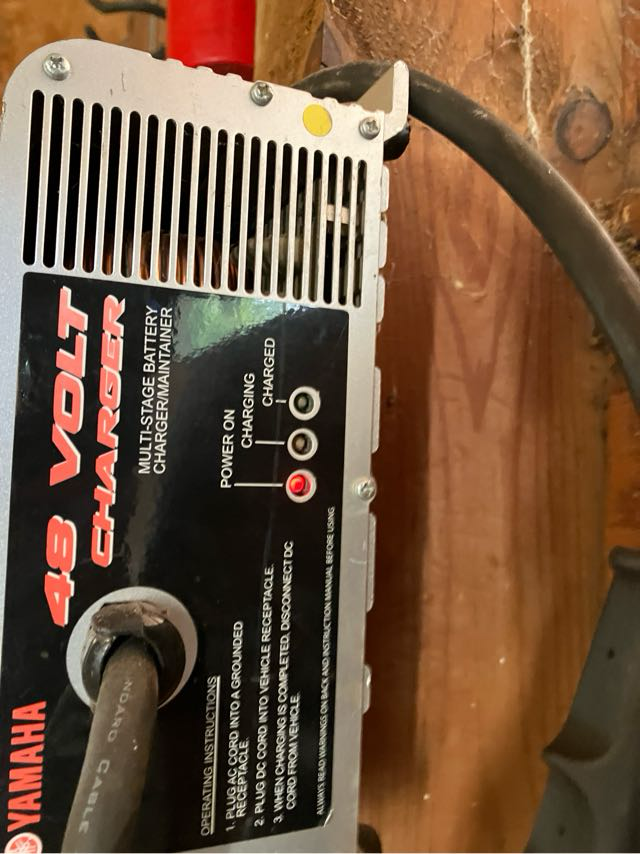 YAMAHA
48 VOLT
CHARGER
MULTI-STAGE BATTERY
CHARGER/MAINTAINER
POWER ON
CHARGING
CHARGED
OPERATING INSTRUCTIONS
1. PLUG AC CORD INTO A GROUNDED
RECEPTACLE.
2. PLUG DC CORD INTO VEHICLE RECEPTACLE.
3. WHEN CHARGING IS COMPLETED, DISCONNECT DC
CORD FROM VEHICLE.
ALWAYS READ WARNINGS ON BACK AND INSTRUCTION MANUAL BEFORE USING
CABLE